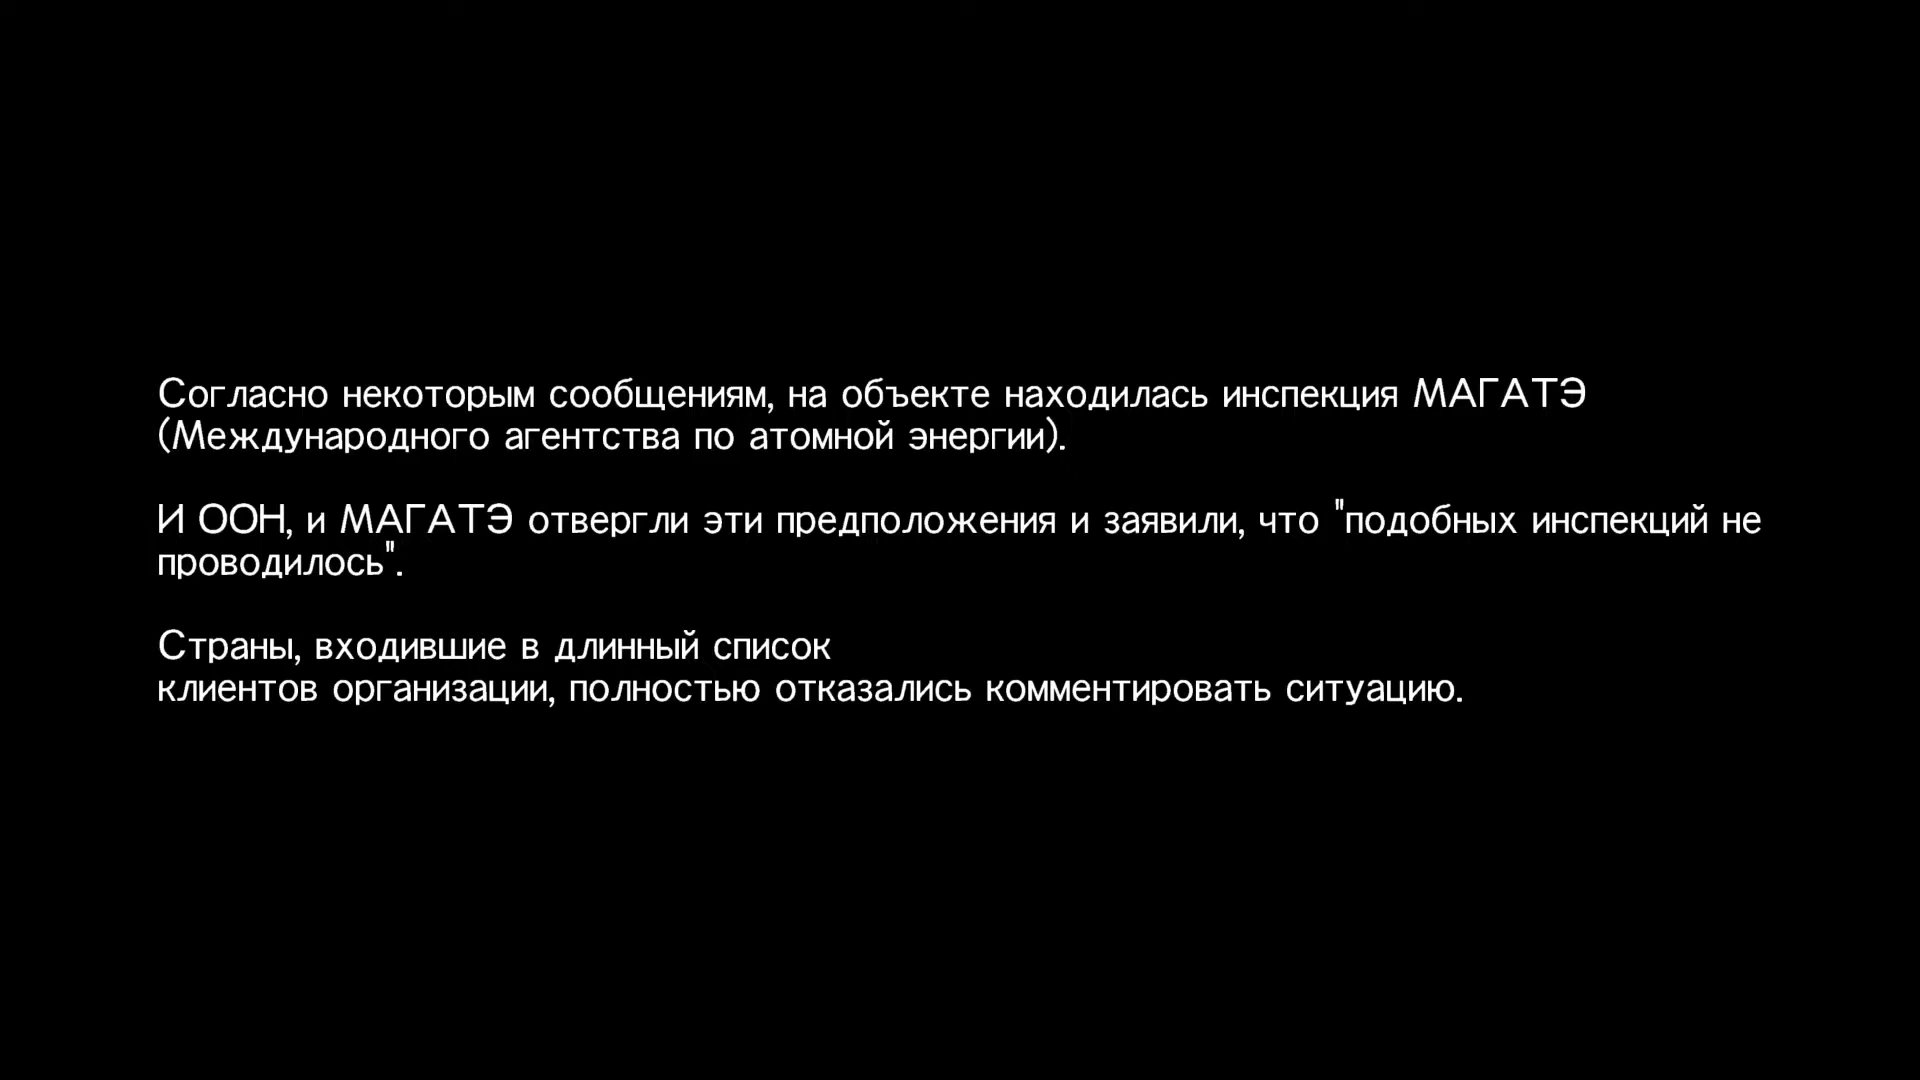 Согласно некоторым сообщениям, на объекте находилась инспекция МАГАТЭ
(Международного агентства по атомной энергии).
И ООН, и МАГАТЭ отвергли эти предположения и заявили, что "подобных инспекций не
проводилось".
Страны, входившие в длинный список
клиентов организации, полностью отказались комментировать ситуацию.